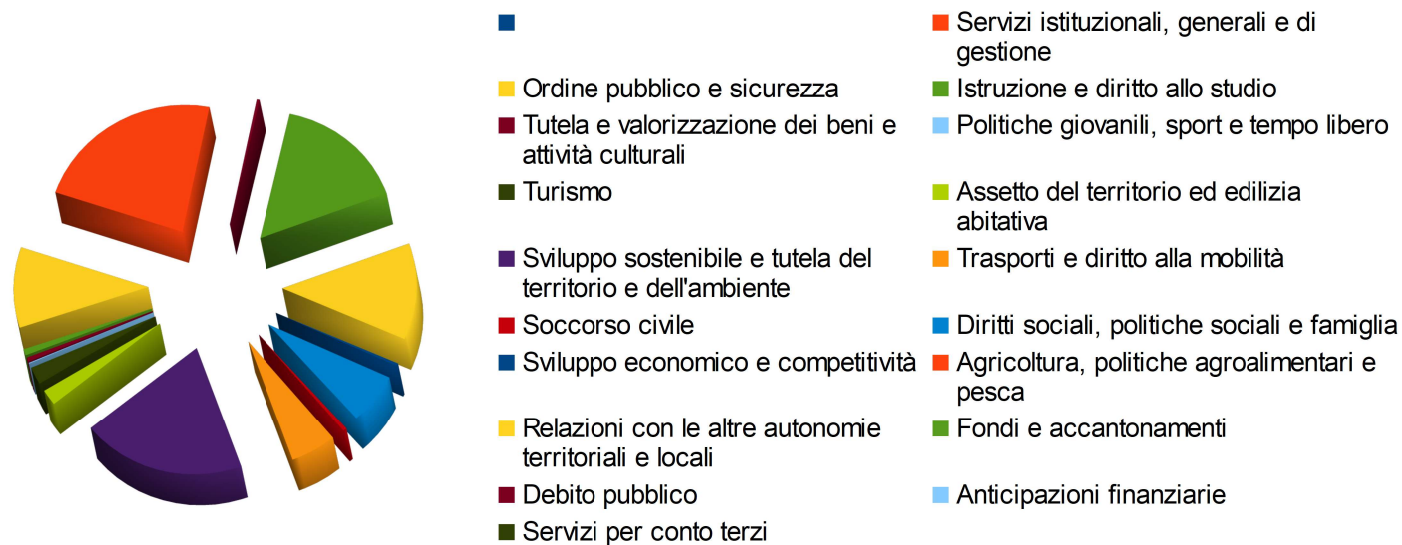 Servizi istituzionali, generali e di
gestione
Ordine pubblico e sicurezza
Istruzione e diritto allo studio
Tutela e valorizzazione dei beni e
attività culturali
Politiche giovanili, sport e tempo libero
Turismo
Assetto del territorio ed edilizia
abitativa
Sviluppo sostenibile e tutela del
territorio e dell'ambiente
Trasporti e diritto alla mobilità
Soccorso civile
Diritti sociali, politiche sociali e famiglia
Sviluppo economico e competitività
Agricoltura, politiche agroalimentari e
pesca
Relazioni con le altre autonomie
territoriali e locali
Fondi e accantonamenti
Debito pubblico
Anticipazioni finanziarie
Servizi per conto terzi